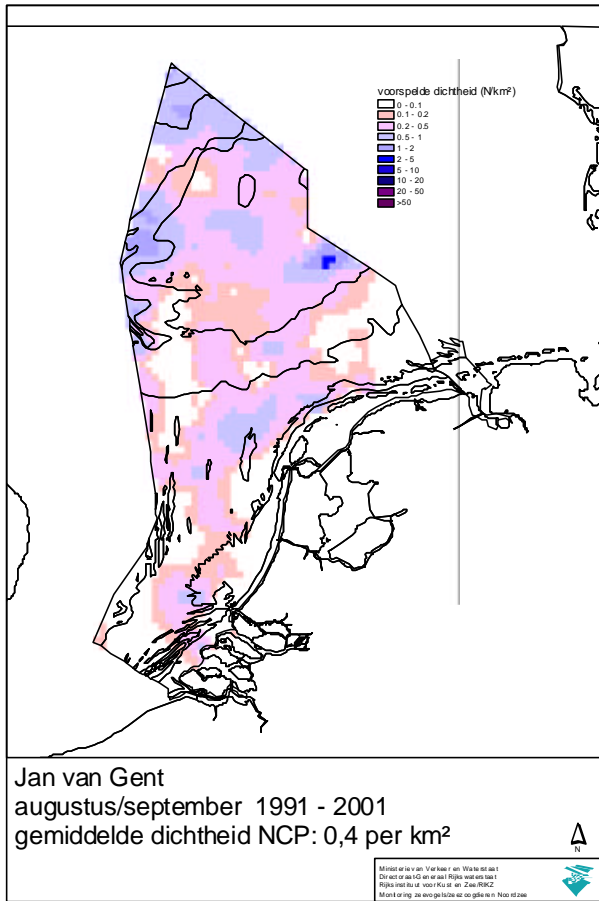 voorspelde dichtheid (N/km²)
0 - 0.1
0.1 - 0.2
0.2 - 0.5
0.5 - 1
1 - 2
2 - 5
5 - 10
10 - 20
20 - 50
>50
Jan van Gent
augustus/september 1991 - 2001
gemiddelde dichtheid NCP: 0,4 per km²
N
Ministerie van Verkeer en Waterstaat
Directoraat-Generaal Rijkswaterstaat
Rijksinstituut voor Kust en Zee/RIKZ
Monitoring zeevogels/zeezoogdieren Noordzee